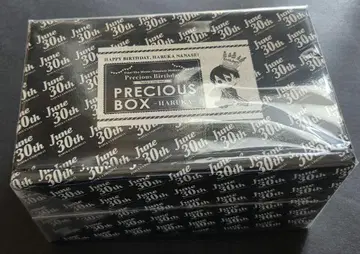 HAPPY BIRTHDAY, HARUKA NANASE!
Precious Birthday
PRECIOUS
BOX
-HARUKA-
June
30th